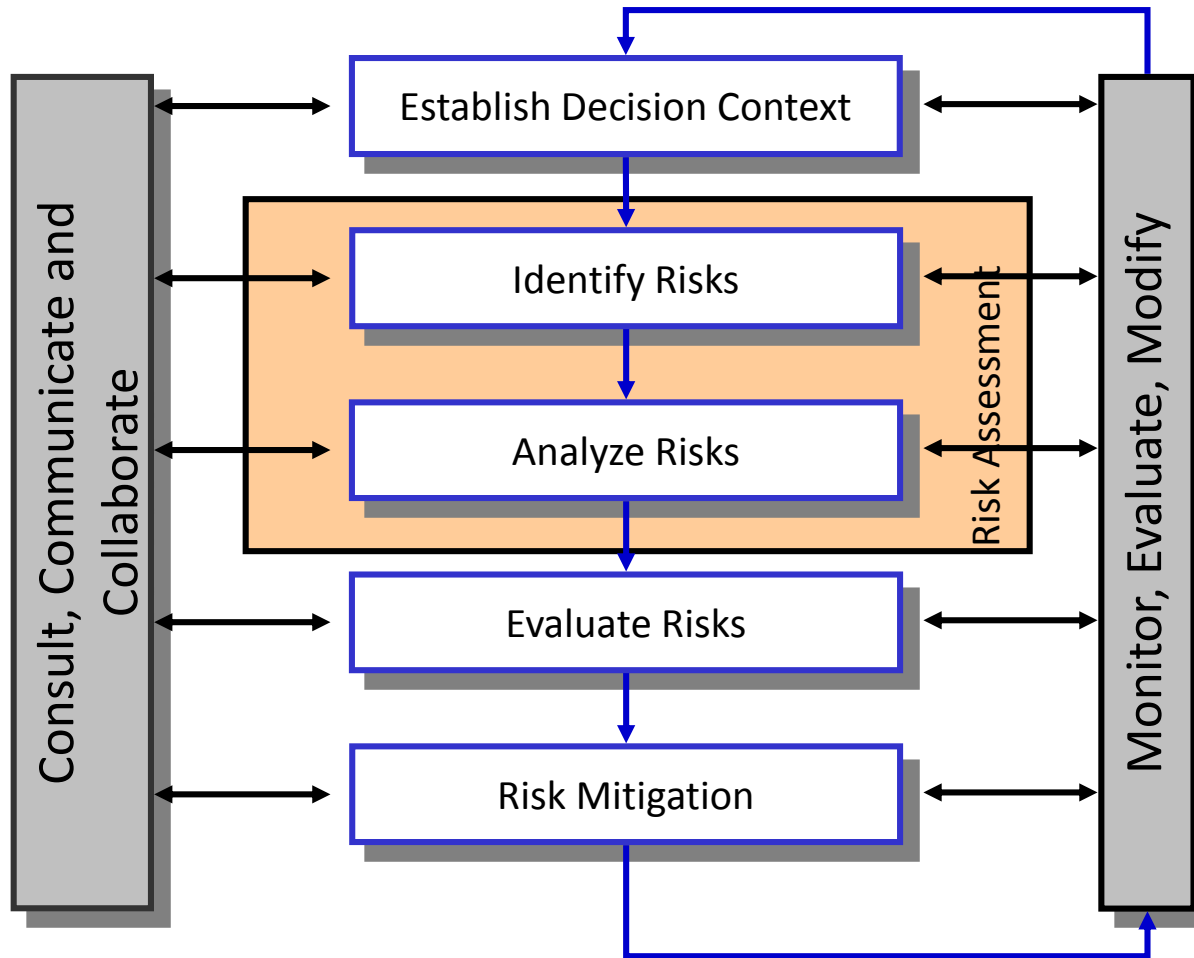 Establish Decision Context
Consult, Communicate and
Collaborate
Identify Risks
Analyze Risks
Risk Assessment
Evaluate Risks
Risk Mitigation
Monitor, Evaluate, Modify